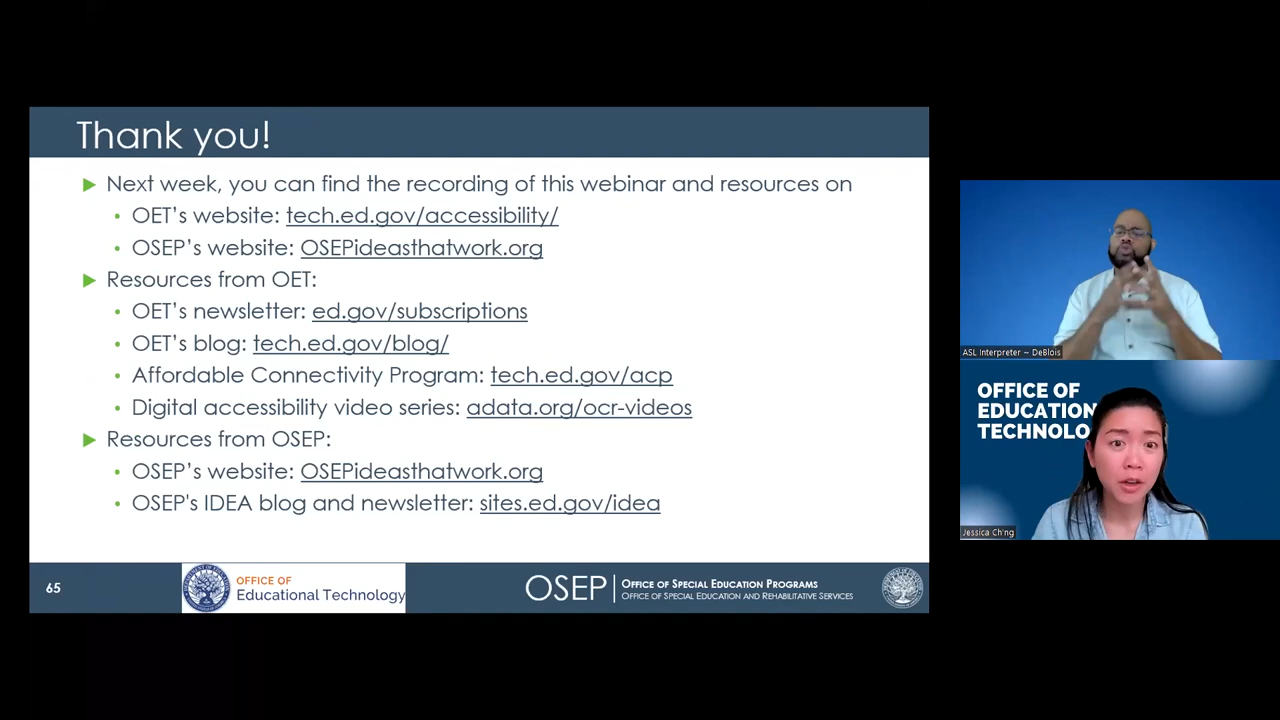 Thank you!
Next week, you can find the recording of this webinar and resources on
OET's website: tech.ed.gov/accessibility/
OSEP's website: OSEPideasthatwork.org
Resources from OET:
OET's newsletter: ed.gov/subscriptions
OET's blog: tech.ed.gov/blog/
Affordable Connectivity Program: tech.ed.gov/acp
Digital accessibility video series: adata.org/ocr-videos
Resources from OSEP:
OSEP's website: OSEPideasthatwork.org
OSEP's IDEA blog and newsletter: sites.ed.gov/idea
65
OFFICE OF
Educational Technology
OSEP
OFFICE OF SPECIAL EDUCATION PROGRAMS
OFFICE OF SPECIAL EDUCATION AND REHABILITATIVE SERVICES
ASL Interpreter ~ DeBlois
OFFICE OF
EDUCATION
TECHNOLO
Jessica Ch'ng